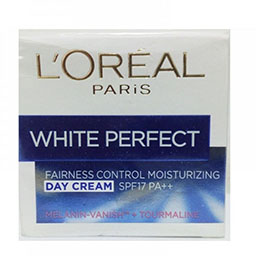 L'ORÉAL
PARIS
WHITE PERFECT
FAIRNESS CONTROL MOISTURIZING
DAY CREAM SPF17 PA++
MELANIN-VANISH™ + TOURMALINE